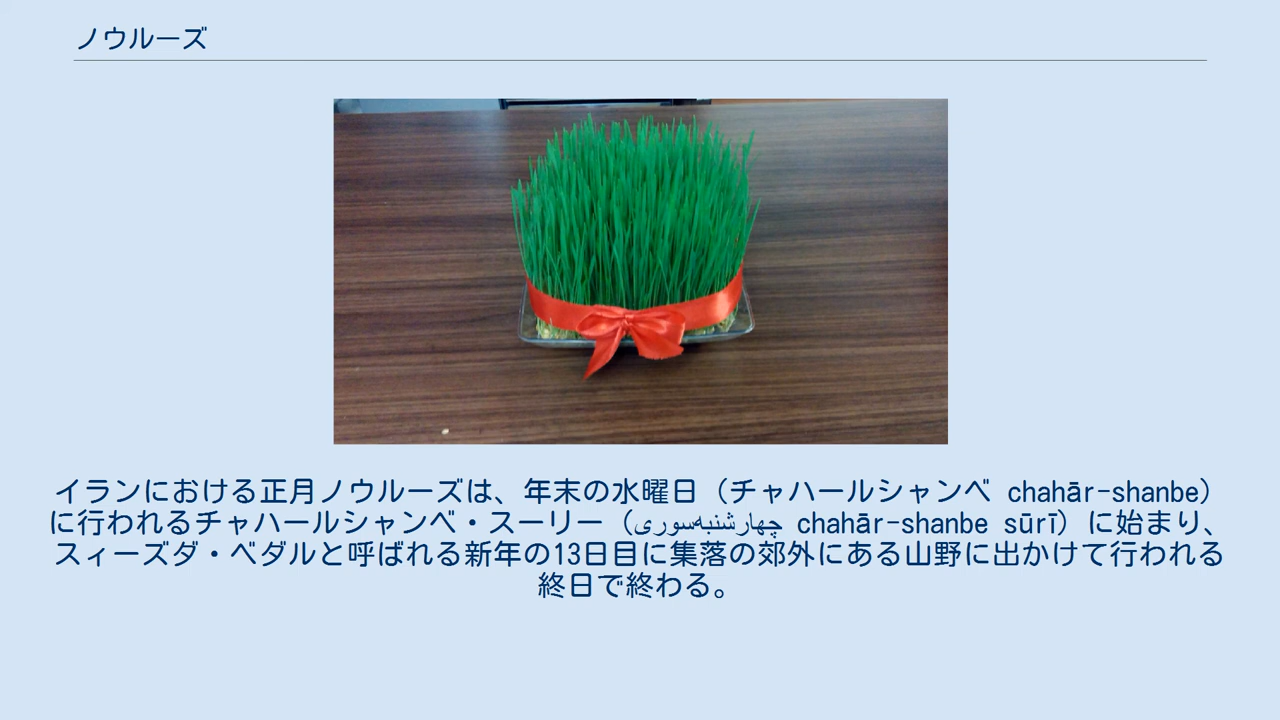 ノウルーズ
イランにおける正月ノウルーズは、年末の水曜日（チャハールシャンベ chahār-shanbe）
に行われるチャハールシャンベ・スーリー（چهارشنبه‌سوری chahār-shanbe sūrī）に始まり、
スィーズダ・ベダルと呼ばれる新年の13日目に集落の郊外にある山野に出かけて行われる
終日で終わる。